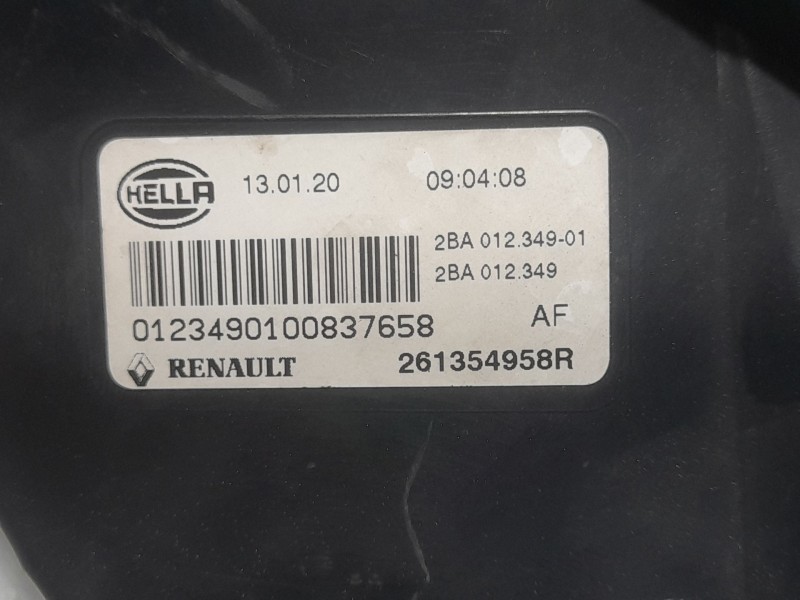 HELLA 13.01.20 09:04:08
2BA 012.349-01
2BA 012.349
0123490100837658 AF
RENAULT 261354958R